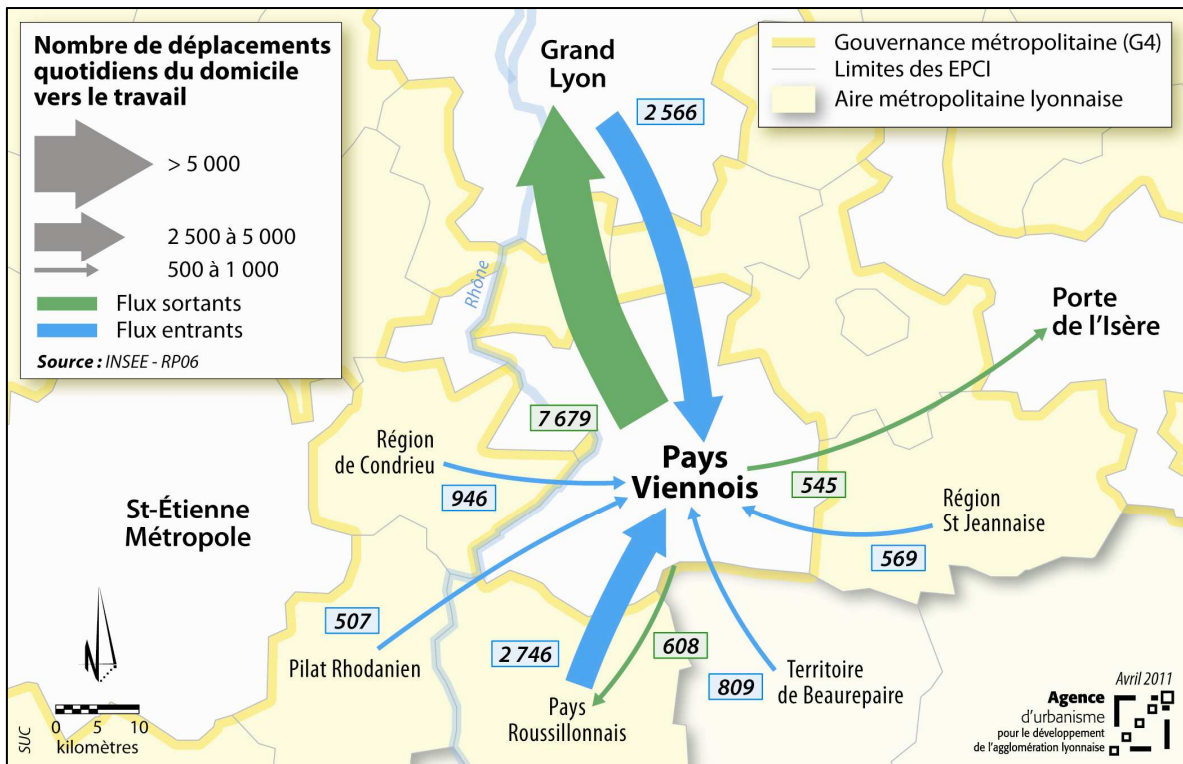 Nombre de déplacements
quotidiens du domicile
vers le travail
> 5 000
2 500 à 5 000
500 à 1 000
Flux sortants
Flux entrants
Source : INSEE - RP06
Gouvernance métropolitaine (G4)
Limites des EPCI
Aire métropolitaine lyonnaise
Grand
Lyon
2 566
Rhône
Porte
de l'Isère
7 679
Région
de Condrieu
946
Pays
Viennois
545
St-Étienne
Métropole
Région
St Jeannaise
569
507
Pilat Rhodanien
2 746
608
809
Territoire
de Beaurepaire
Pays
Roussillonnais
SUC
0 5 10
kilomètres
Avril 2011
Agence
d'urbanisme
pour le développement
de l'agglomération lyonnaise